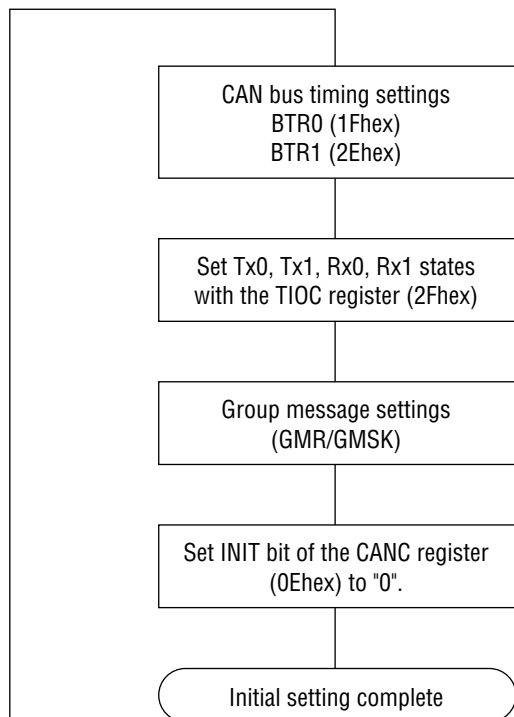 CAN bus timing settings
BTR0 (1Fhex)
BTR1 (2Ehex)
Set Tx0, Tx1, Rx0, Rx1 states
with the TIOC register (2Fhex)
Group message settings
(GMR/GMSK)
Set INIT bit of the CANC register
(0Ehex) to "0".
Initial setting complete